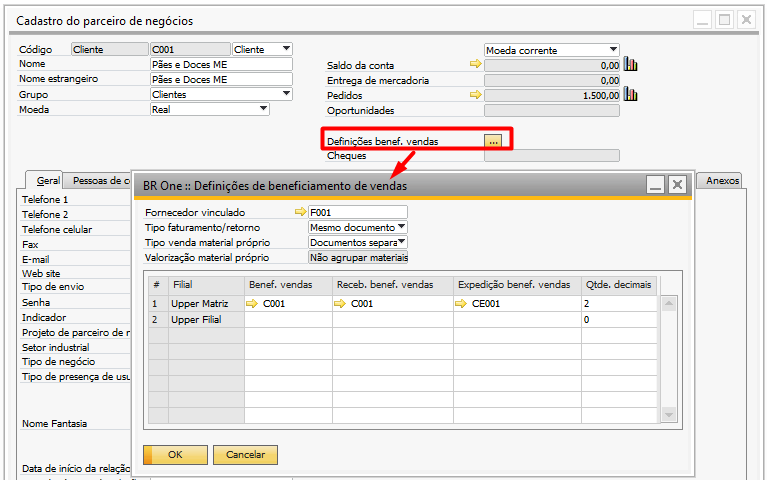 Cadastro do parceiro de negócios
Código Cliente C001 Cliente
Nome Pães e Doces ME
Nome estrangeiro Pães e Doces ME
Grupo Clientes
Moeda Real
Moeda corrente
Saldo da conta 0,00
Entrega de mercadoria 0,00
Pedidos 1.500,00
Oportunidades
Definições benef. vendas ...
Cheques
Geral Pessoas de co Anexos
Telefone 1
Telefone 2
Telefone celular
Fax
E-mail
Web site
Tipo de envio
Senha
Indicador
Projeto de parceiro de n
Setor industrial
Tipo de negócio
Tipo de presença de usu
Nome Fantasia
Data de início da relação
BR One :: Definições de beneficiamento de vendas
Fornecedor vinculado F001
Tipo faturamento/retorno Mesmo documento
Tipo venda material próprio Documentos separa
Valorização material próprio Não agrupar materiais
# Filial Benef. vendas Receb. benef. vendas Expedição benef. vendas Qtde. decimais
1 Upper Matriz C001 C001 CE001 2
2 Upper Filial 0
OK Cancelar